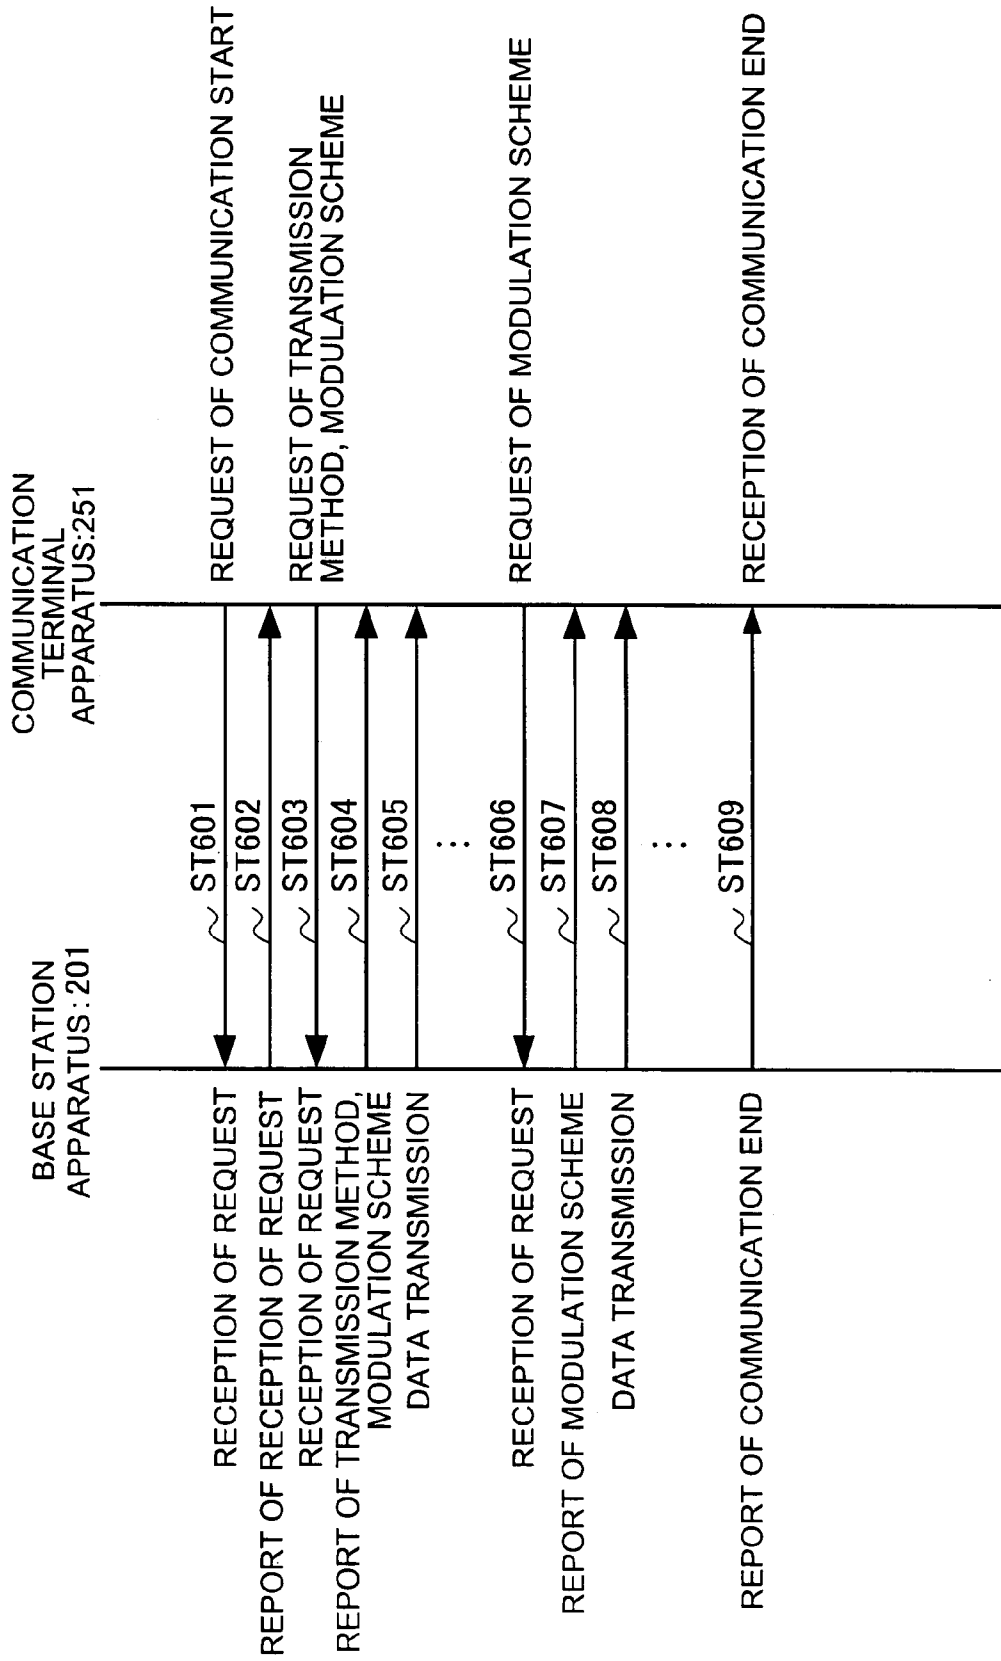 BASE STATION
APPARATUS : 201
COMMUNICATION
TERMINAL
APPARATUS:251
RECEPTION OF REQUEST
ST601
REQUEST OF COMMUNICATION START
REPORT OF RECEPTION OF REQUEST
ST602
RECEPTION OF REQUEST
ST603
REQUEST OF TRANSMISSION
METHOD, MODULATION SCHEME
REPORT OF TRANSMISSION METHOD,
MODULATION SCHEME
ST604
DATA TRANSMISSION
ST605
...
RECEPTION OF REQUEST
ST606
REQUEST OF MODULATION SCHEME
REPORT OF MODULATION SCHEME
ST607
DATA TRANSMISSION
ST608
...
REPORT OF COMMUNICATION END
ST609
RECEPTION OF COMMUNICATION END